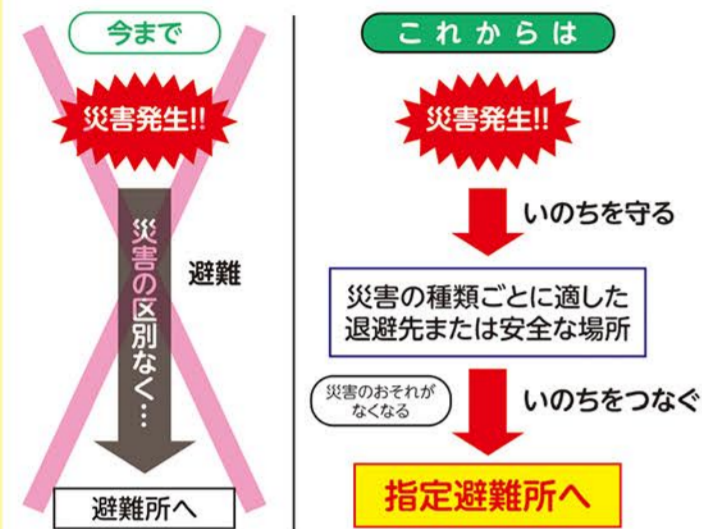 今まで
災害発生!!
災害の区別なく…
避難
避難所へ
これからは
災害発生!!
いのちを守る
災害の種類ごとに適した
退避先または安全な場所
災害のおそれが
なくなる
いのちをつなぐ
指定避難所へ